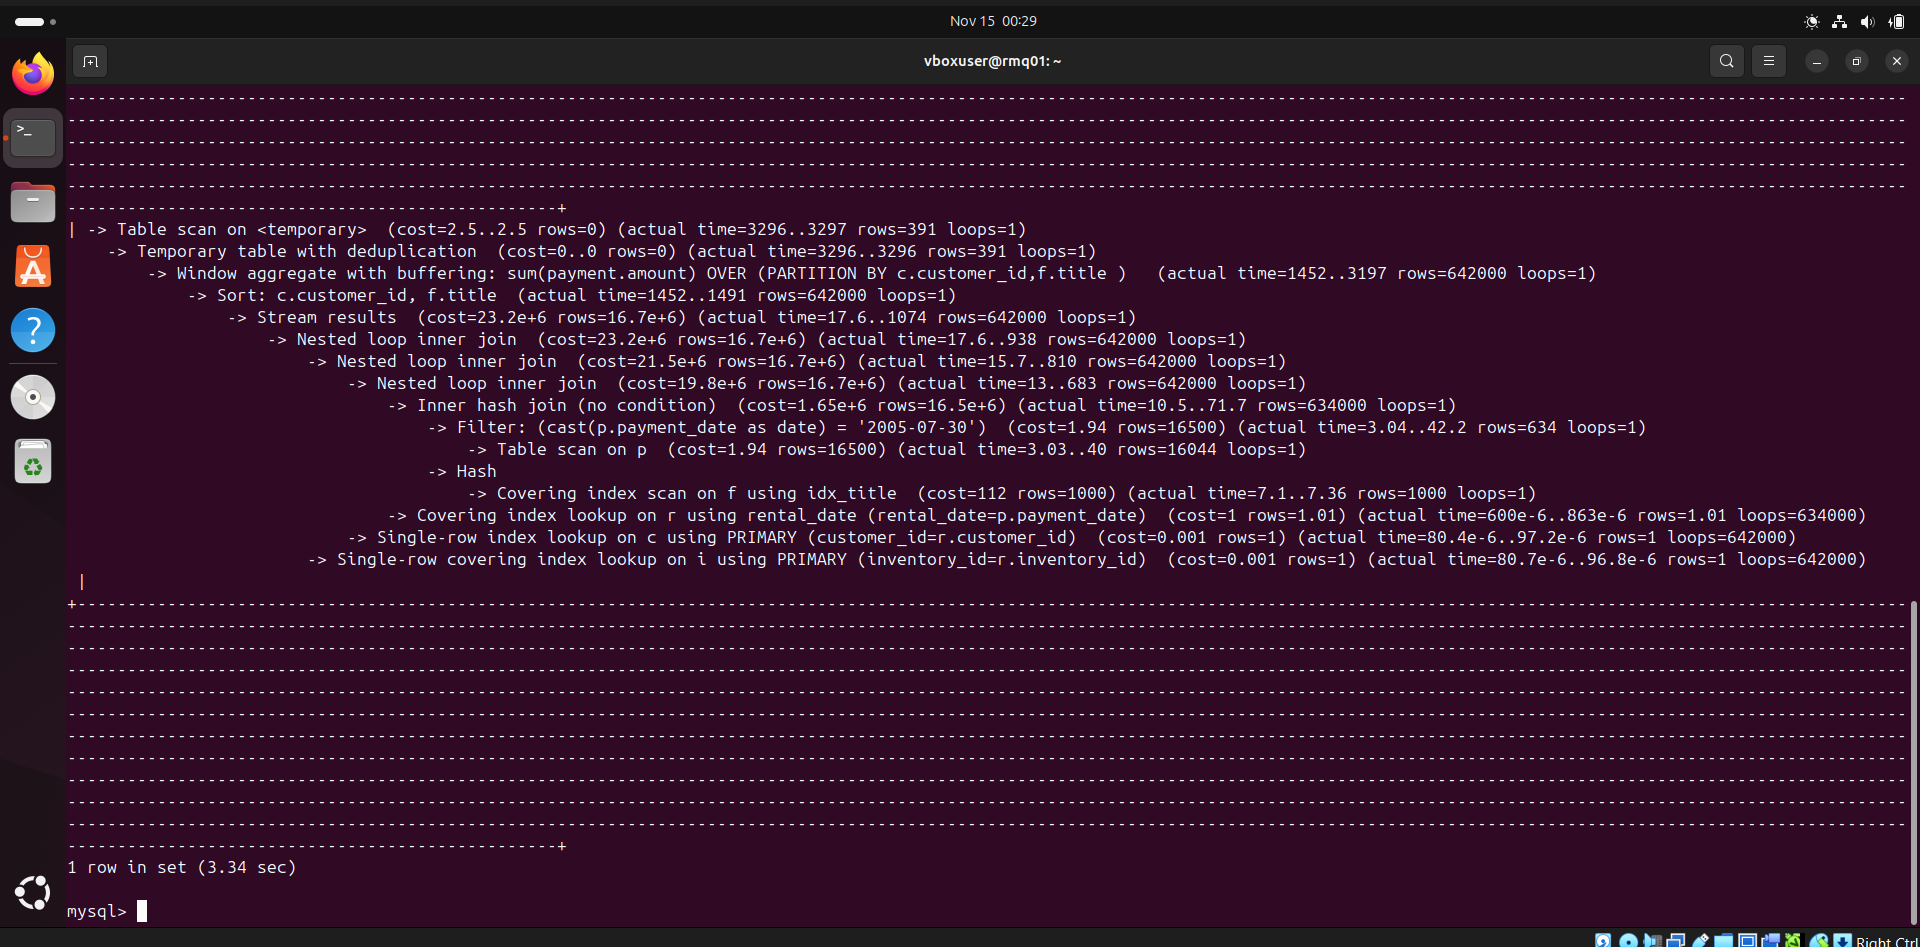 Nov 15 00:29
vboxuser@rmq01: ~
--------------------------------------------------------------------------------------------------------------------------------------------------------------------------------------------------------
--------------------------------------------------------------------------------------------------------------------------------------------------------------------------------------------------------
-------------------------------------------------+
| -> Table scan on <temporary>  (cost=2.5..2.5 rows=0) (actual time=3296..3297 rows=391 loops=1)
    -> Temporary table with deduplication  (cost=0..0 rows=0) (actual time=3296..3296 rows=391 loops=1)
        -> Window aggregate with buffering: sum(payment.amount) OVER (PARTITION BY c.customer_id,f.title )   (actual time=1452..3197 rows=642000 loops=1)
            -> Sort: c.customer_id, f.title  (actual time=1452..1491 rows=642000 loops=1)
                -> Stream results  (cost=23.2e+6 rows=16.7e+6) (actual time=17.6..1074 rows=642000 loops=1)
                    -> Nested loop inner join  (cost=23.2e+6 rows=16.7e+6) (actual time=17.6..938 rows=642000 loops=1)
                        -> Nested loop inner join  (cost=21.5e+6 rows=16.7e+6) (actual time=15.7..810 rows=642000 loops=1)
                            -> Nested loop inner join  (cost=19.8e+6 rows=16.7e+6) (actual time=13..683 rows=642000 loops=1)
                                -> Inner hash join (no condition)  (cost=1.65e+6 rows=16.5e+6) (actual time=10.5..71.7 rows=634000 loops=1)
                                    -> Filter: (cast(p.payment_date as date) = '2005-07-30')  (cost=1.94 rows=16500) (actual time=3.04..42.2 rows=634 loops=1)
                                        -> Table scan on p  (cost=1.94 rows=16500) (actual time=3.03..40 rows=16044 loops=1)
                                    -> Hash
                                        -> Covering index scan on f using idx_title  (cost=112 rows=1000) (actual time=7.1..7.36 rows=1000 loops=1)
                                -> Covering index lookup on r using rental_date (rental_date=p.payment_date)  (cost=1 rows=1.01) (actual time=600e-6..863e-6 rows=1.01 loops=634000)
                            -> Single-row index lookup on c using PRIMARY (customer_id=r.customer_id)  (cost=0.001 rows=1) (actual time=80.4e-6..97.2e-6 rows=1 loops=642000)
                        -> Single-row covering index lookup on i using PRIMARY (inventory_id=r.inventory_id)  (cost=0.001 rows=1) (actual time=80.7e-6..96.8e-6 rows=1 loops=642000)
 |
+-------------------------------------------------------------------------------------------------------------------------------------------------------------------------------------------------------
-------------------------------------------------+
1 row in set (3.34 sec)
mysql>
Right Ctrl